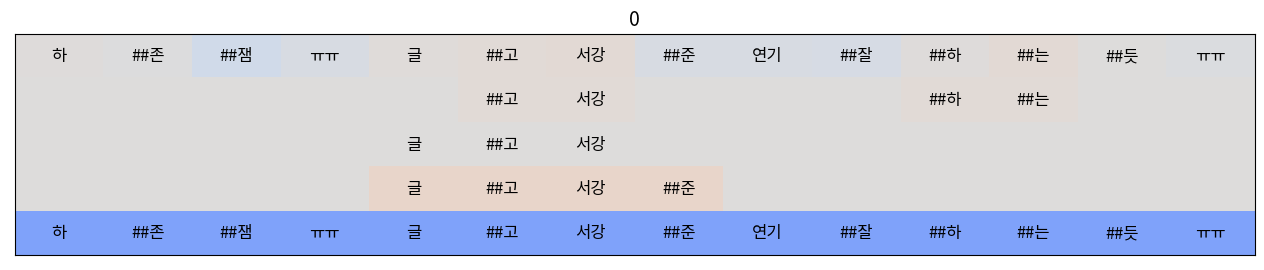 0
하 ##존 ##잼 ㅠㅠ 글 ##고 서강 ##준 연기 ##잘 ##하 ##는 ##듯 ㅠㅠ
##고 서강 ##하 ##는
글 ##고 서강
글 ##고 서강 ##준
하 ##존 ##잼 ㅠㅠ 글 ##고 서강 ##준 연기 ##잘 ##하 ##는 ##듯 ㅠㅠ